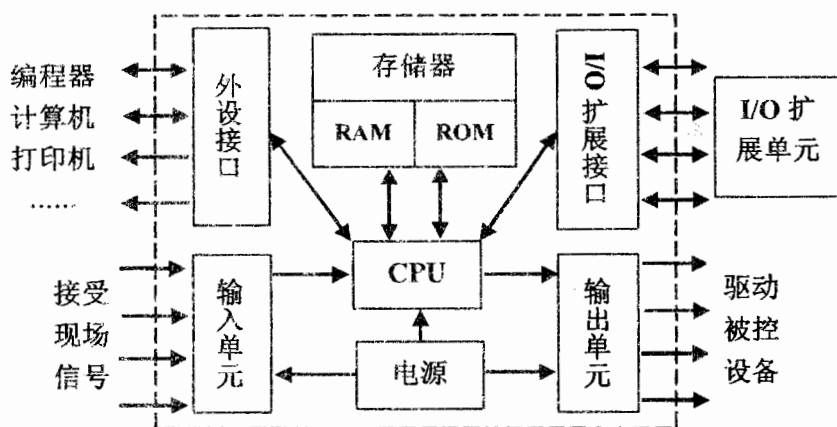 编程器
计算机
打印机
……
外设接口
存储器
RAM
ROM
I/O 扩展接口
I/O 扩
展单元
接受
现场
信号
输入单元
CPU
电源
输出单元
驱动
被控
设备